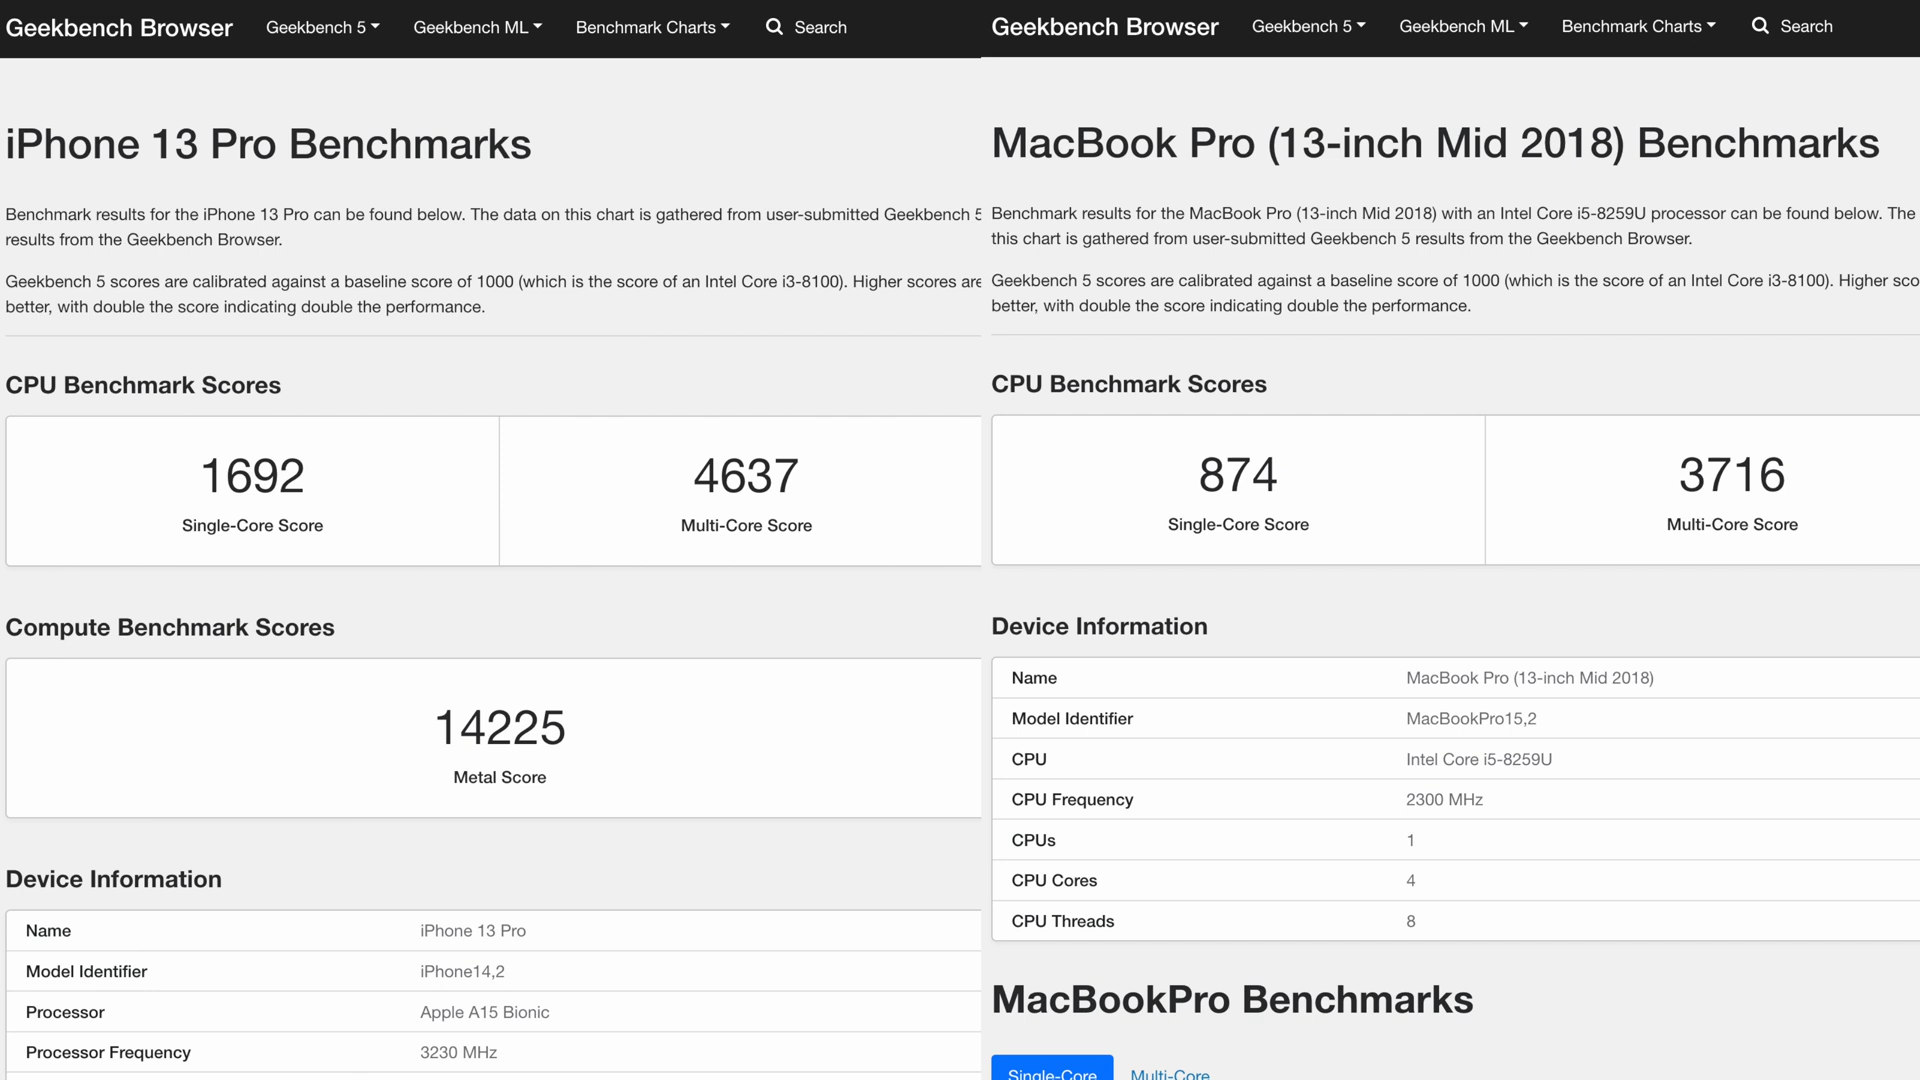 Geekbench Browser Geekbench 5 Geekbench ML Benchmark Charts Search
iPhone 13 Pro Benchmarks
Benchmark results for the iPhone 13 Pro can be found below. The data on this chart is gathered from user-submitted Geekbench 5
results from the Geekbench Browser.
Geekbench 5 scores are calibrated against a baseline score of 1000 (which is the score of an Intel Core i3-8100). Higher scores are
better, with double the score indicating double the performance.
CPU Benchmark Scores
1692 4637
Single-Core Score Multi-Core Score
Compute Benchmark Scores
14225
Metal Score
Device Information
Name iPhone 13 Pro
Model Identifier iPhone14,2
Processor Apple A15 Bionic
Processor Frequency 3230 MHz
Geekbench Browser Geekbench 5 Geekbench ML Benchmark Charts Search
MacBook Pro (13-inch Mid 2018) Benchmarks
Benchmark results for the MacBook Pro (13-inch Mid 2018) with an Intel Core i5-8259U processor can be found below. The
this chart is gathered from user-submitted Geekbench 5 results from the Geekbench Browser.
Geekbench 5 scores are calibrated against a baseline score of 1000 (which is the score of an Intel Core i3-8100). Higher sco
better, with double the score indicating double the performance.
CPU Benchmark Scores
874 3716
Single-Core Score Multi-Core Score
Device Information
Name MacBook Pro (13-inch Mid 2018)
Model Identifier MacBookPro15,2
CPU Intel Core i5-8259U
CPU Frequency 2300 MHz
CPUs 1
CPU Cores 4
CPU Threads 8
MacBookPro Benchmarks
Single-Core Multi-Core